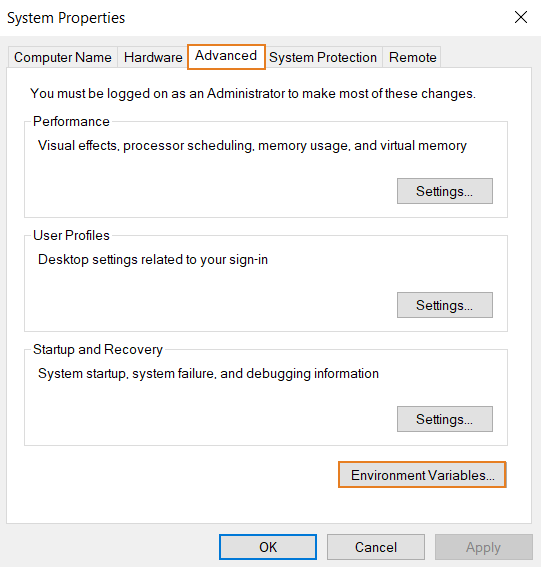 System Properties
Computer Name Hardware Advanced System Protection Remote
You must be logged on as an Administrator to make most of these changes.
Performance
Visual effects, processor scheduling, memory usage, and virtual memory
Settings...
User Profiles
Desktop settings related to your sign-in
Settings...
Startup and Recovery
System startup, system failure, and debugging information
Settings...
Environment Variables...
OK Cancel Apply